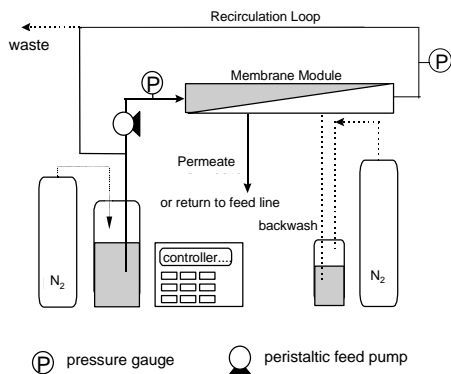 Recirculation Loop
waste
P
P
Membrane Module
Permeate
or return to feed line
backwash
controller....
N2
N2
P pressure gauge
peristaltic feed pump